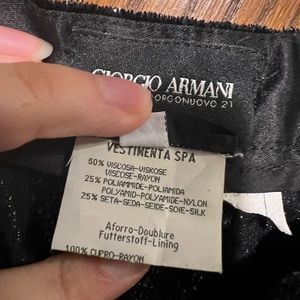 GIORGIO ARMANI
BORGONUOVO 21
VESTIMENTA SPA
50% VISCOSA-VISKOSE
VISCOSE-RAYON
25% POLIAMMIDE-POLIAMIDA
POLYAMID-POLYAMIDE-NYLON
25% SETA-SEDA-SEIDE-SOIE-SILK
Aforro-Doublure
Futterstoff-Lining
100% CUPRO-RAYON